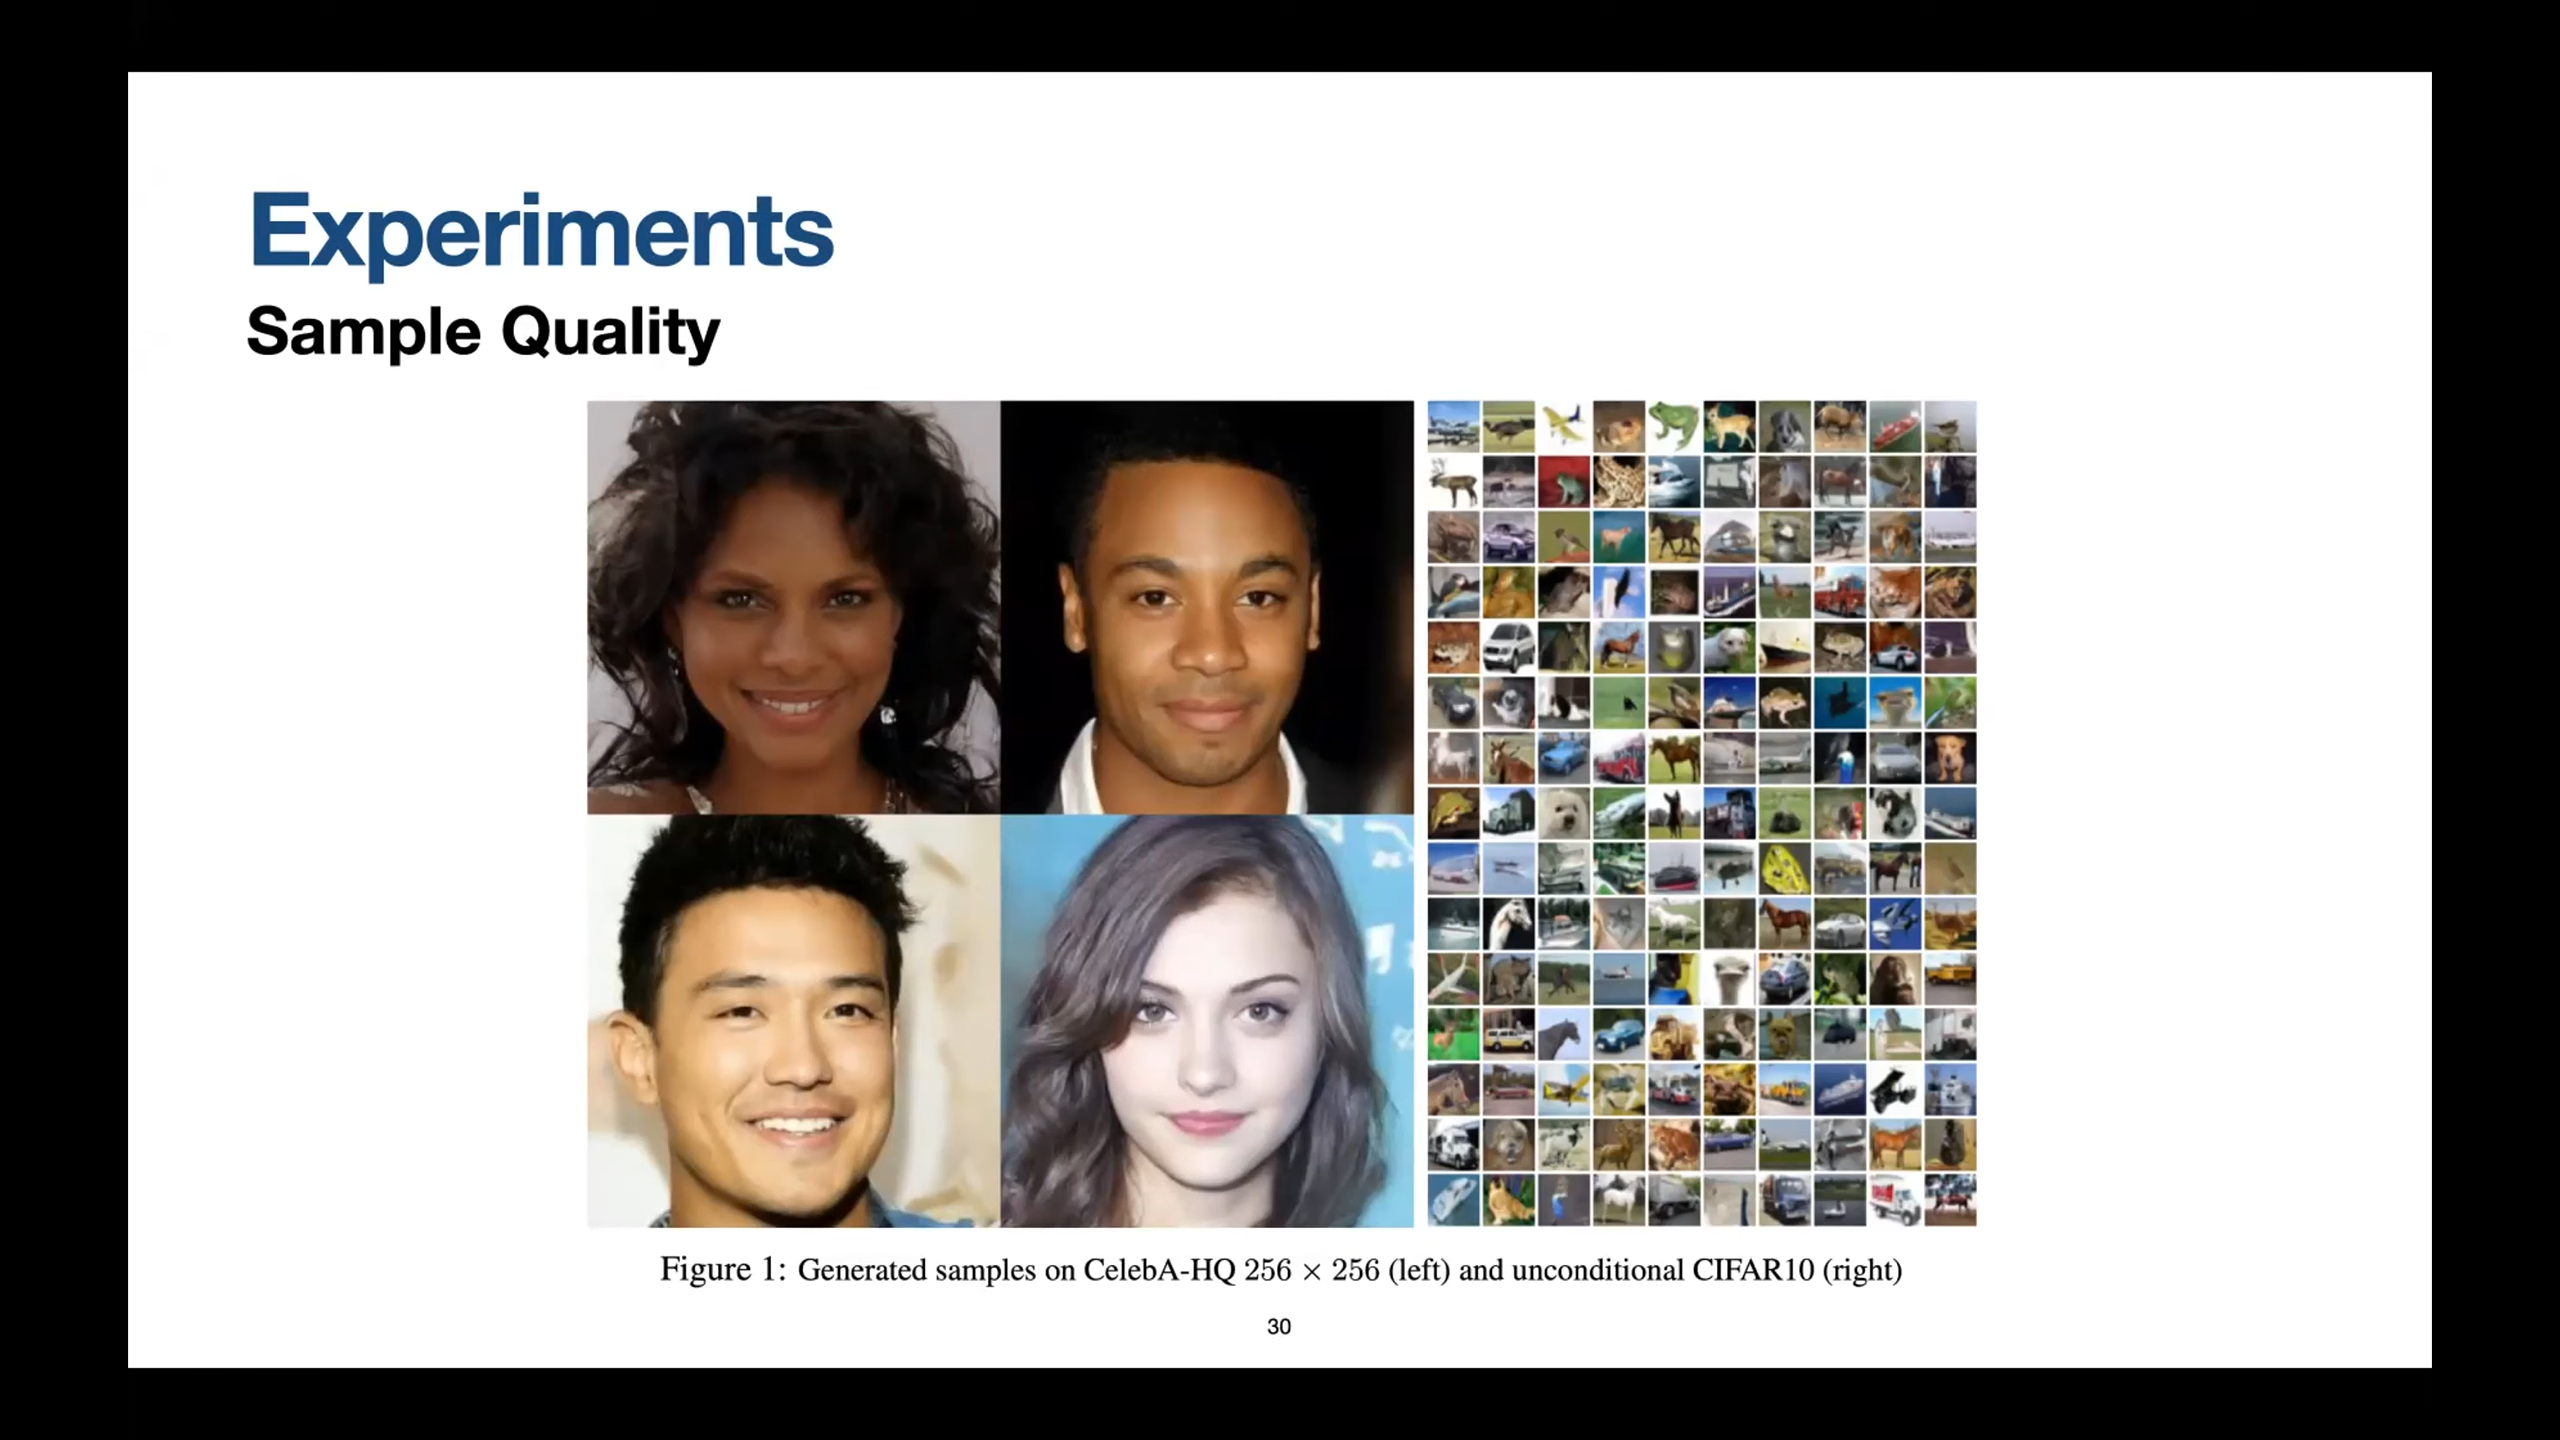 Experiments
Sample Quality
Figure 1: Generated samples on CelebA-HQ 256 × 256 (left) and unconditional CIFAR10 (right)
30